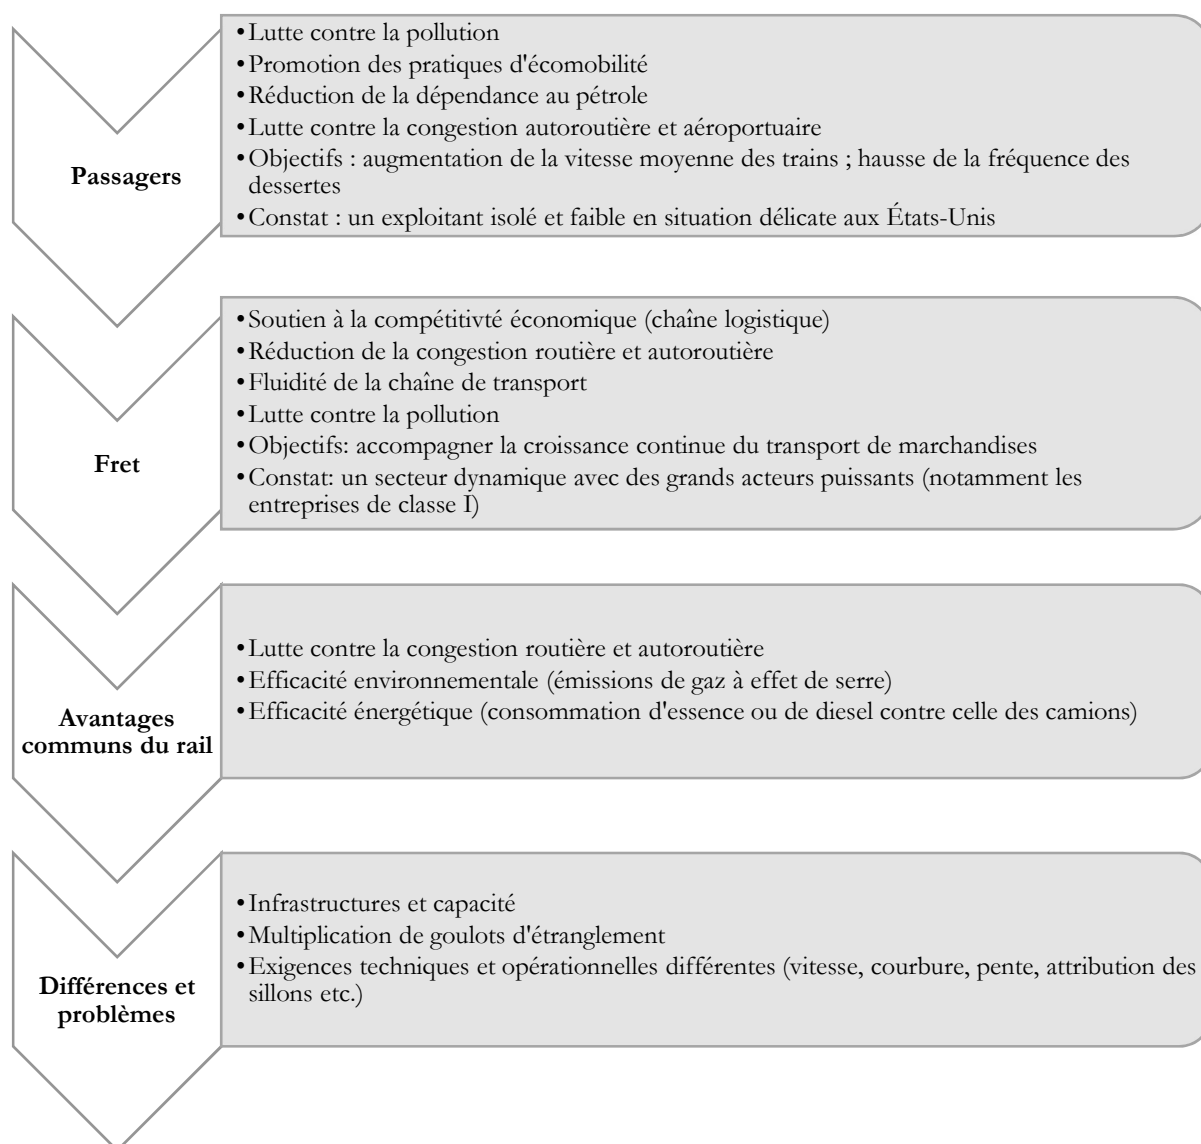 Passagers
•Lutte contre la pollution
•Promotion des pratiques d'écomobilité
•Réduction de la dépendance au pétrole
•Lutte contre la congestion autoroutière et aéroportuaire
•Objectifs : augmentation de la vitesse moyenne des trains ; hausse de la fréquence des
dessertes
•Constat : un exploitant isolé et faible en situation délicate aux États-Unis
Fret
•Soutien à la compétitivté économique (chaîne logistique)
•Réduction de la congestion routière et autoroutière
•Fluidité de la chaîne de transport
•Lutte contre la pollution
•Objectifs: accompagner la croissance continue du transport de marchandises
•Constat: un secteur dynamique avec des grands acteurs puissants (notamment les
entreprises de classe I)
Avantages
communs du rail
•Lutte contre la congestion routière et autoroutière
•Efficacité environnementale (émissions de gaz à effet de serre)
•Efficacité énergétique (consommation d'essence ou de diesel contre celle des camions)
Différences et
problèmes
•Infrastructures et capacité
•Multiplication de goulots d'étranglement
•Exigences techniques et opérationnelles différentes (vitesse, courbure, pente, attribution des
sillons etc.)